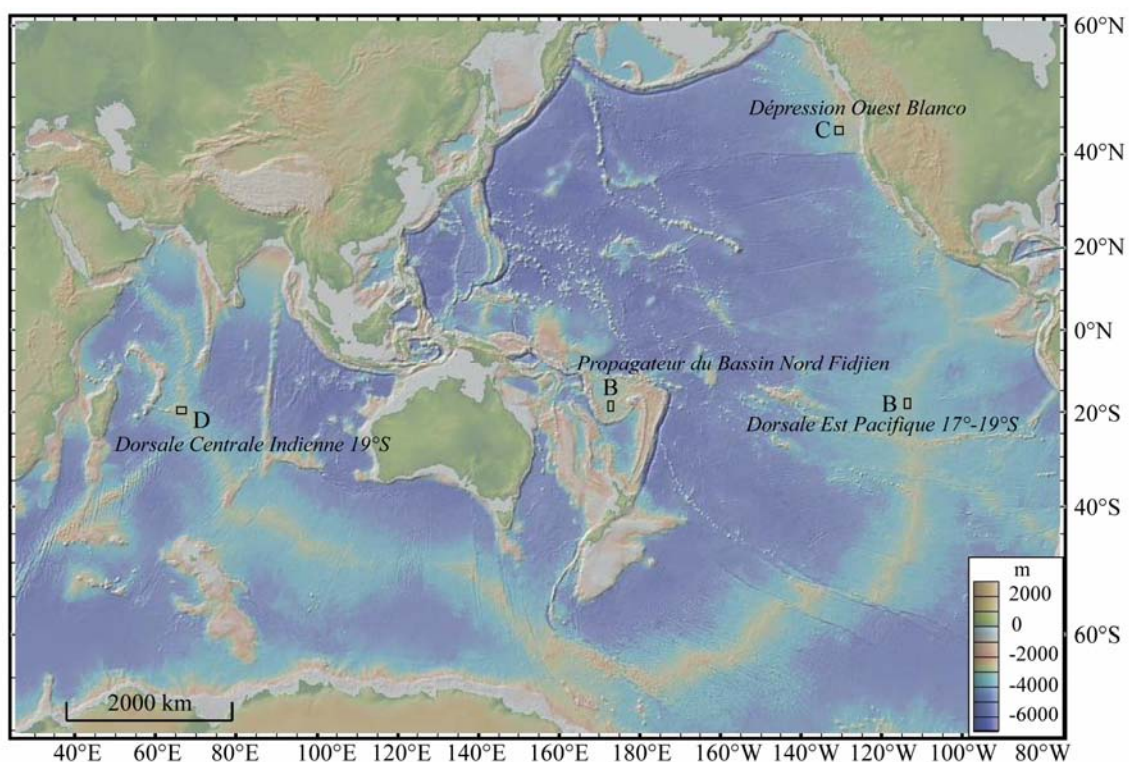 60°N
Dépression Ouest Blanco
C
40°N
20°N
0°N
Propagateur du Bassin Nord Fidjien
B
B
D
20°S
Dorsale Est Pacifique 17°-19°S
Dorsale Centrale Indienne 19°S
40°S
m
2000
0
-2000
-4000
-6000
60°S
2000 km
40°E 60°E 80°E 100°E 120°E 140°E 160°E 180°E 160°W 140°W 120°W 100°W 80°W